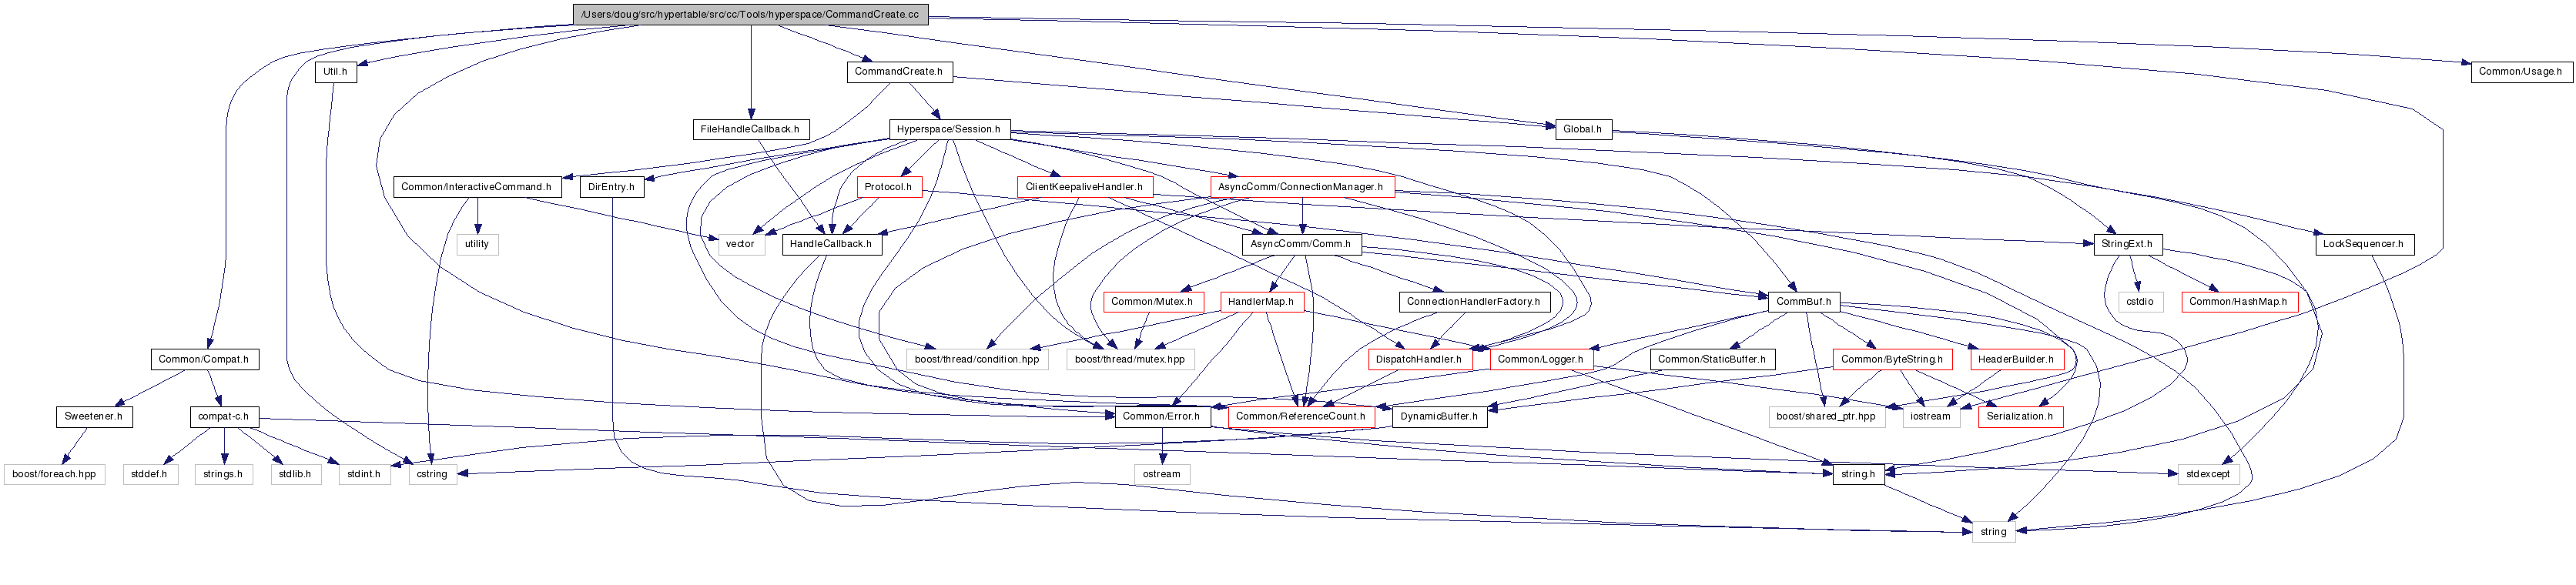 /Users/doug/src/hypertable/src/cc/Tools/hyperspace/CommandCreate.cc
Util.h
CommandCreate.h
Common/Usage.h
FileHandleCallback.h
Hyperspace/Session.h
Global.h
Common/InteractiveCommand.h
DirEntry.h
Protocol.h
ClientKeepaliveHandler.h
AsyncComm/ConnectionManager.h
utility
vector
HandleCallback.h
AsyncComm/Comm.h
StringExt.h
LockSequencer.h
Common/Mutex.h
HandlerMap.h
ConnectionHandlerFactory.h
CommBuf.h
cstdio
Common/HashMap.h
Common/Compat.h
boost/thread/condition.hpp
boost/thread/mutex.hpp
DispatchHandler.h
Common/Logger.h
Common/StaticBuffer.h
Common/ByteString.h
HeaderBuilder.h
Sweetener.h
compat-c.h
Common/Error.h
Common/ReferenceCount.h
DynamicBuffer.h
boost/shared_ptr.hpp
iostream
Serialization.h
boost/foreach.hpp
stddef.h
strings.h
stdlib.h
stdint.h
cstring
ostream
string.h
stdexcept
string